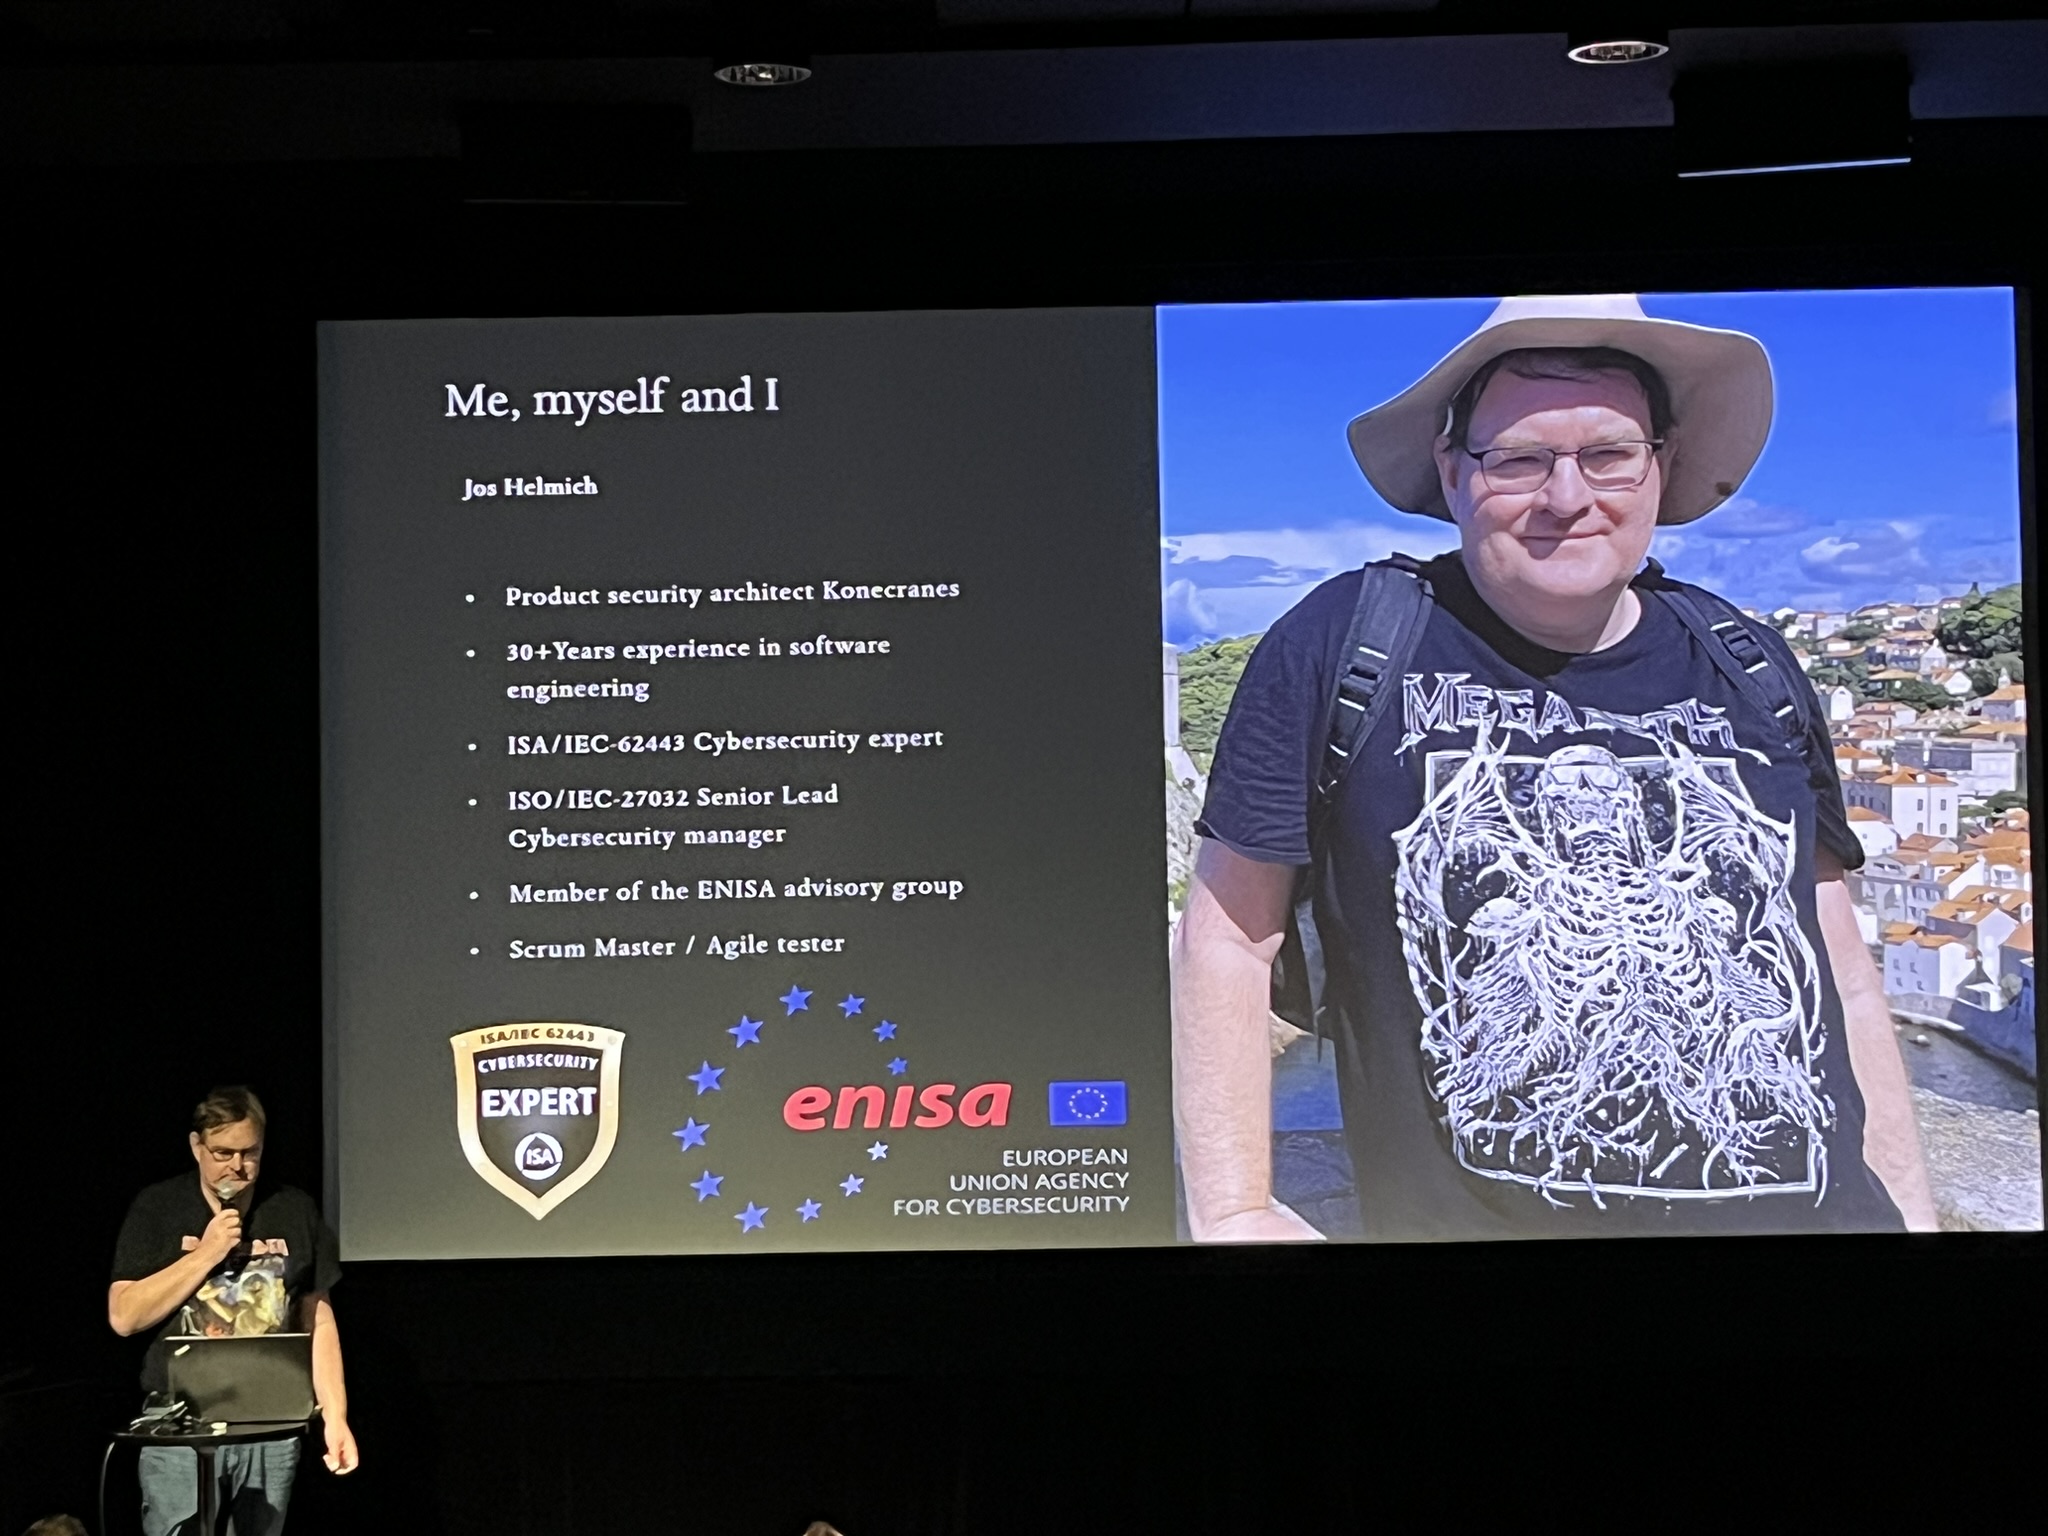 Me, myself and I
Jos Helmich
• Product security architect Konecranes
• 30+Years experience in software
engineering
• ISA/IEC-62443 Cybersecurity expert
• ISO/IEC-27032 Senior Lead
Cybersecurity manager
• Member of the ENISA advisory group
• Scrum Master / Agile tester
ISA/IEC 62443
CYBERSECURITY
EXPERT
ISA
enisa
EUROPEAN
UNION AGENCY
FOR CYBERSECURITY
MEGADETH